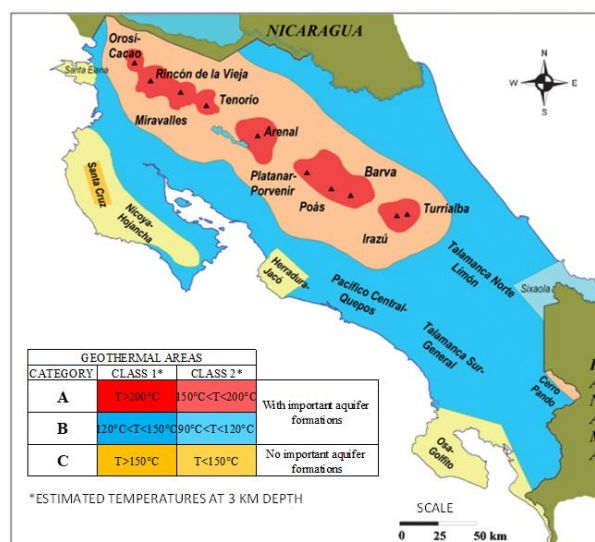 NICARAGUA
Orosí-
Cacao
Santa Elena
Rincón de la Vieja
Tenorio
Miravalles
Arenal
N
W
E
S
Santa Cruz
Nicoya-
Hojancha
Platanar-
Porvenir
Barva
Poás
Turrialba
Irazú
Herradura-
Jacó
Talamanca Norte
Limón
Sixaola
Pacífico Central-
Quepos
Talamanca Sur-
General
Cerro
Pando
Osa-
Golfito
GEOTHERMAL AREAS
CATEGORY
CLASS 1*
CLASS 2*
A
T>200°C
150°C<T<200°C
With important aquifer
formations
B
120°C<T<150°C
90°C<T<120°C
C
T>150°C
T<150°C
No important aquifer
formations
*ESTIMATED TEMPERATURES AT 3 KM DEPTH
SCALE
0 25 50 km